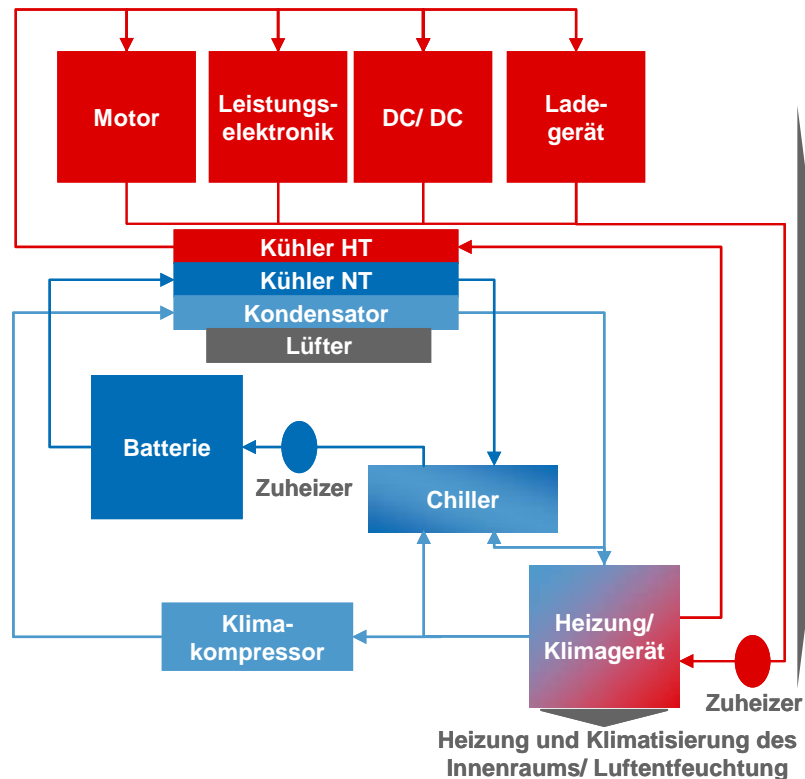 Motor
Leistungs-
elektronik
DC/ DC
Lade-
gerät
Kühler HT
Kühler NT
Kondensator
Lüfter
Batterie
Zuheizer
Chiller
Klima-
kompressor
Heizung/
Klimagerät
Zuheizer
Heizung und Klimatisierung des
Innenraums/ Luftentfeuchtung